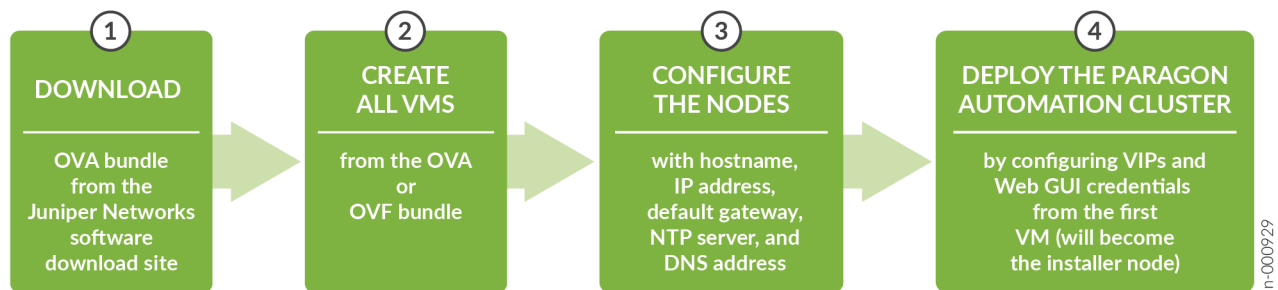 1
DOWNLOAD
OVA bundle
from the
Juniper Networks
software
download site
2
CREATE
ALL VMS
from the OVA
or
OVF bundle
3
CONFIGURE
THE NODES
with hostname,
IP address,
default gateway,
NTP server, and
DNS address
4
DEPLOY THE PARAGON
AUTOMATION CLUSTER
by configuring VIPs and
Web GUI credentials
from the first
VM (will become
the installer node)
n-000929